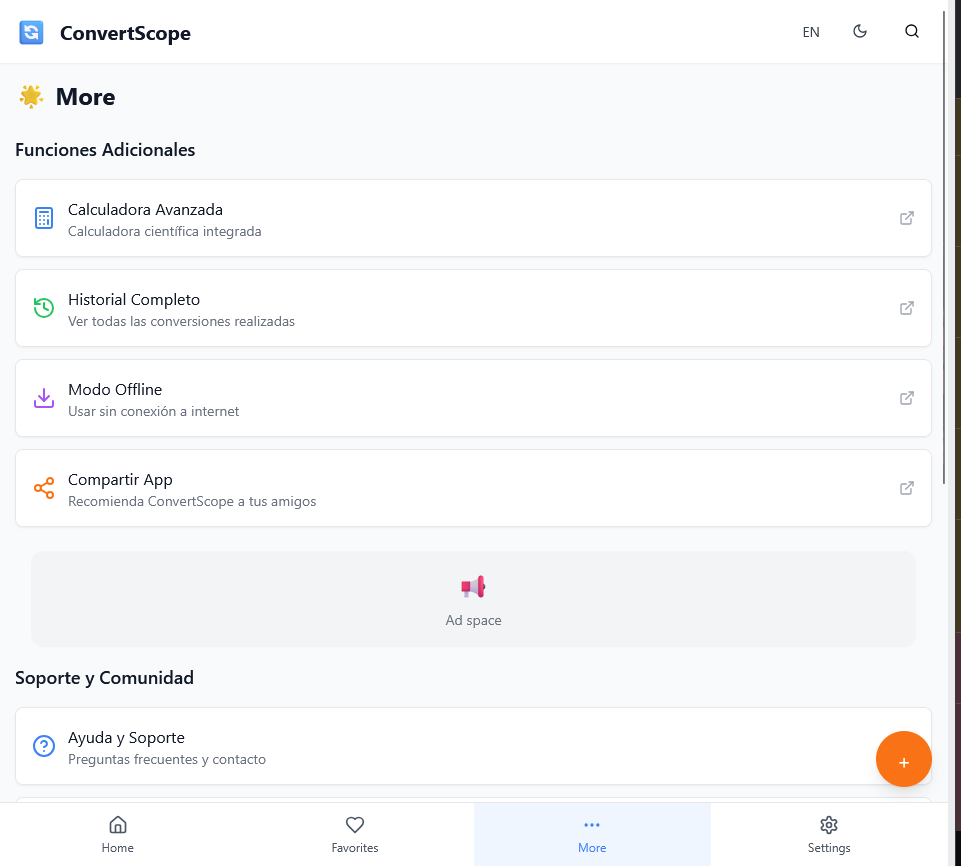 ConvertScope
EN
More
Funciones Adicionales
Calculadora Avanzada
Calculadora científica integrada
Historial Completo
Ver todas las conversiones realizadas
Modo Offline
Usar sin conexión a internet
Compartir App
Recomienda ConvertScope a tus amigos
Ad space
Soporte y Comunidad
Ayuda y Soporte
Preguntas frecuentes y contacto
+
Home
Favorites
More
Settings